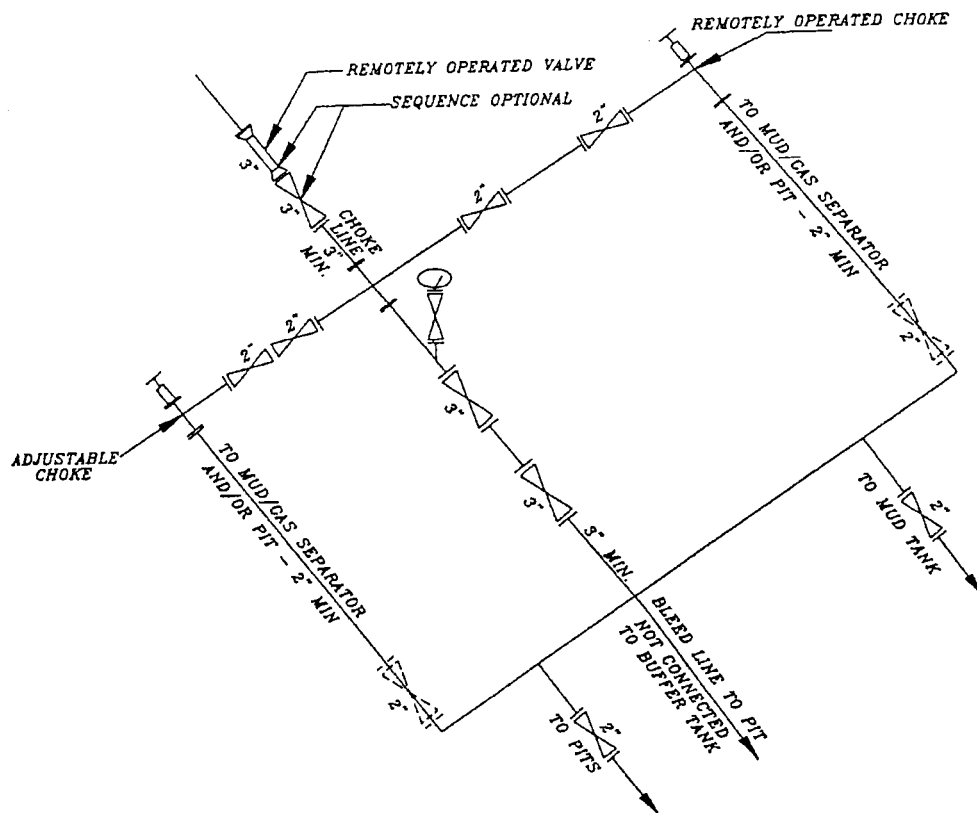 REMOTELY OPERATED CHOKE
REMOTELY OPERATED VALVE
SEQUENCE OPTIONAL
3"
3"
CHOKE
LINE
3"
MIN.
2"
2"
TO MUD/GAS SEPARATOR
AND/OR PIT - 2" MIN
2"
2"
2"
3"
3"
3" MIN.
ADJUSTABLE
CHOKE
TO MUD/GAS SEPARATOR
AND/OR PIT - 2" MIN
2"
2"
TO MUD TANK
BLEED LINE TO PIT
NOT CONNECTED
TO BUFFER TANK
2"
TO PITS